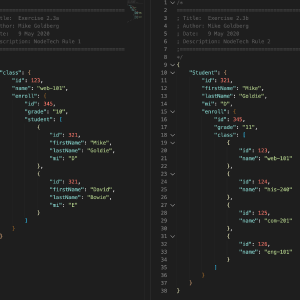 Title: Exercise 2.3a
Author: Mike Goldberg
Date: 9 May 2020
Description: NodeTech Rule 1
"class": {
"id": 123,
"name": "web-101",
"enroll": {
"id": 345,
"grade": "10",
"student": [
{
"id": 321,
"firstName": "Mike",
"lastName": "Goldie",
"mi": "D"
},
{
"id": 321,
"firstName": "David",
"lastName": "Bowie",
"mi": "E"
}
]
}
}
1 /*
2
3 ; Title: Exercise 2.3b
4 ; Author: Mike Goldberg
5 ; Date: 9 May 2020
6 ; Description: NodeTech Rule 2
7
8 */
9 {
10 "Student": {
11 "id": 321,
12 "firstName": "Mike",
13 "lastName": "Goldie",
14 "mi": "D",
15 "enroll": {
16 "id": 345,
17 "grade": "11",
18 "class": [
19 {
20
21 "id": 123,
"name": "web-101"
22 },
23 {
24 "id": 124,
25 "name": "his-240"
26 },
27 {
28 "id": 125,
29 "name": "com-201"
30 },
31 {
32 "id": 126,
33 "name": "eng-101"
34 }
35 ]
36 }
37 }
38 }